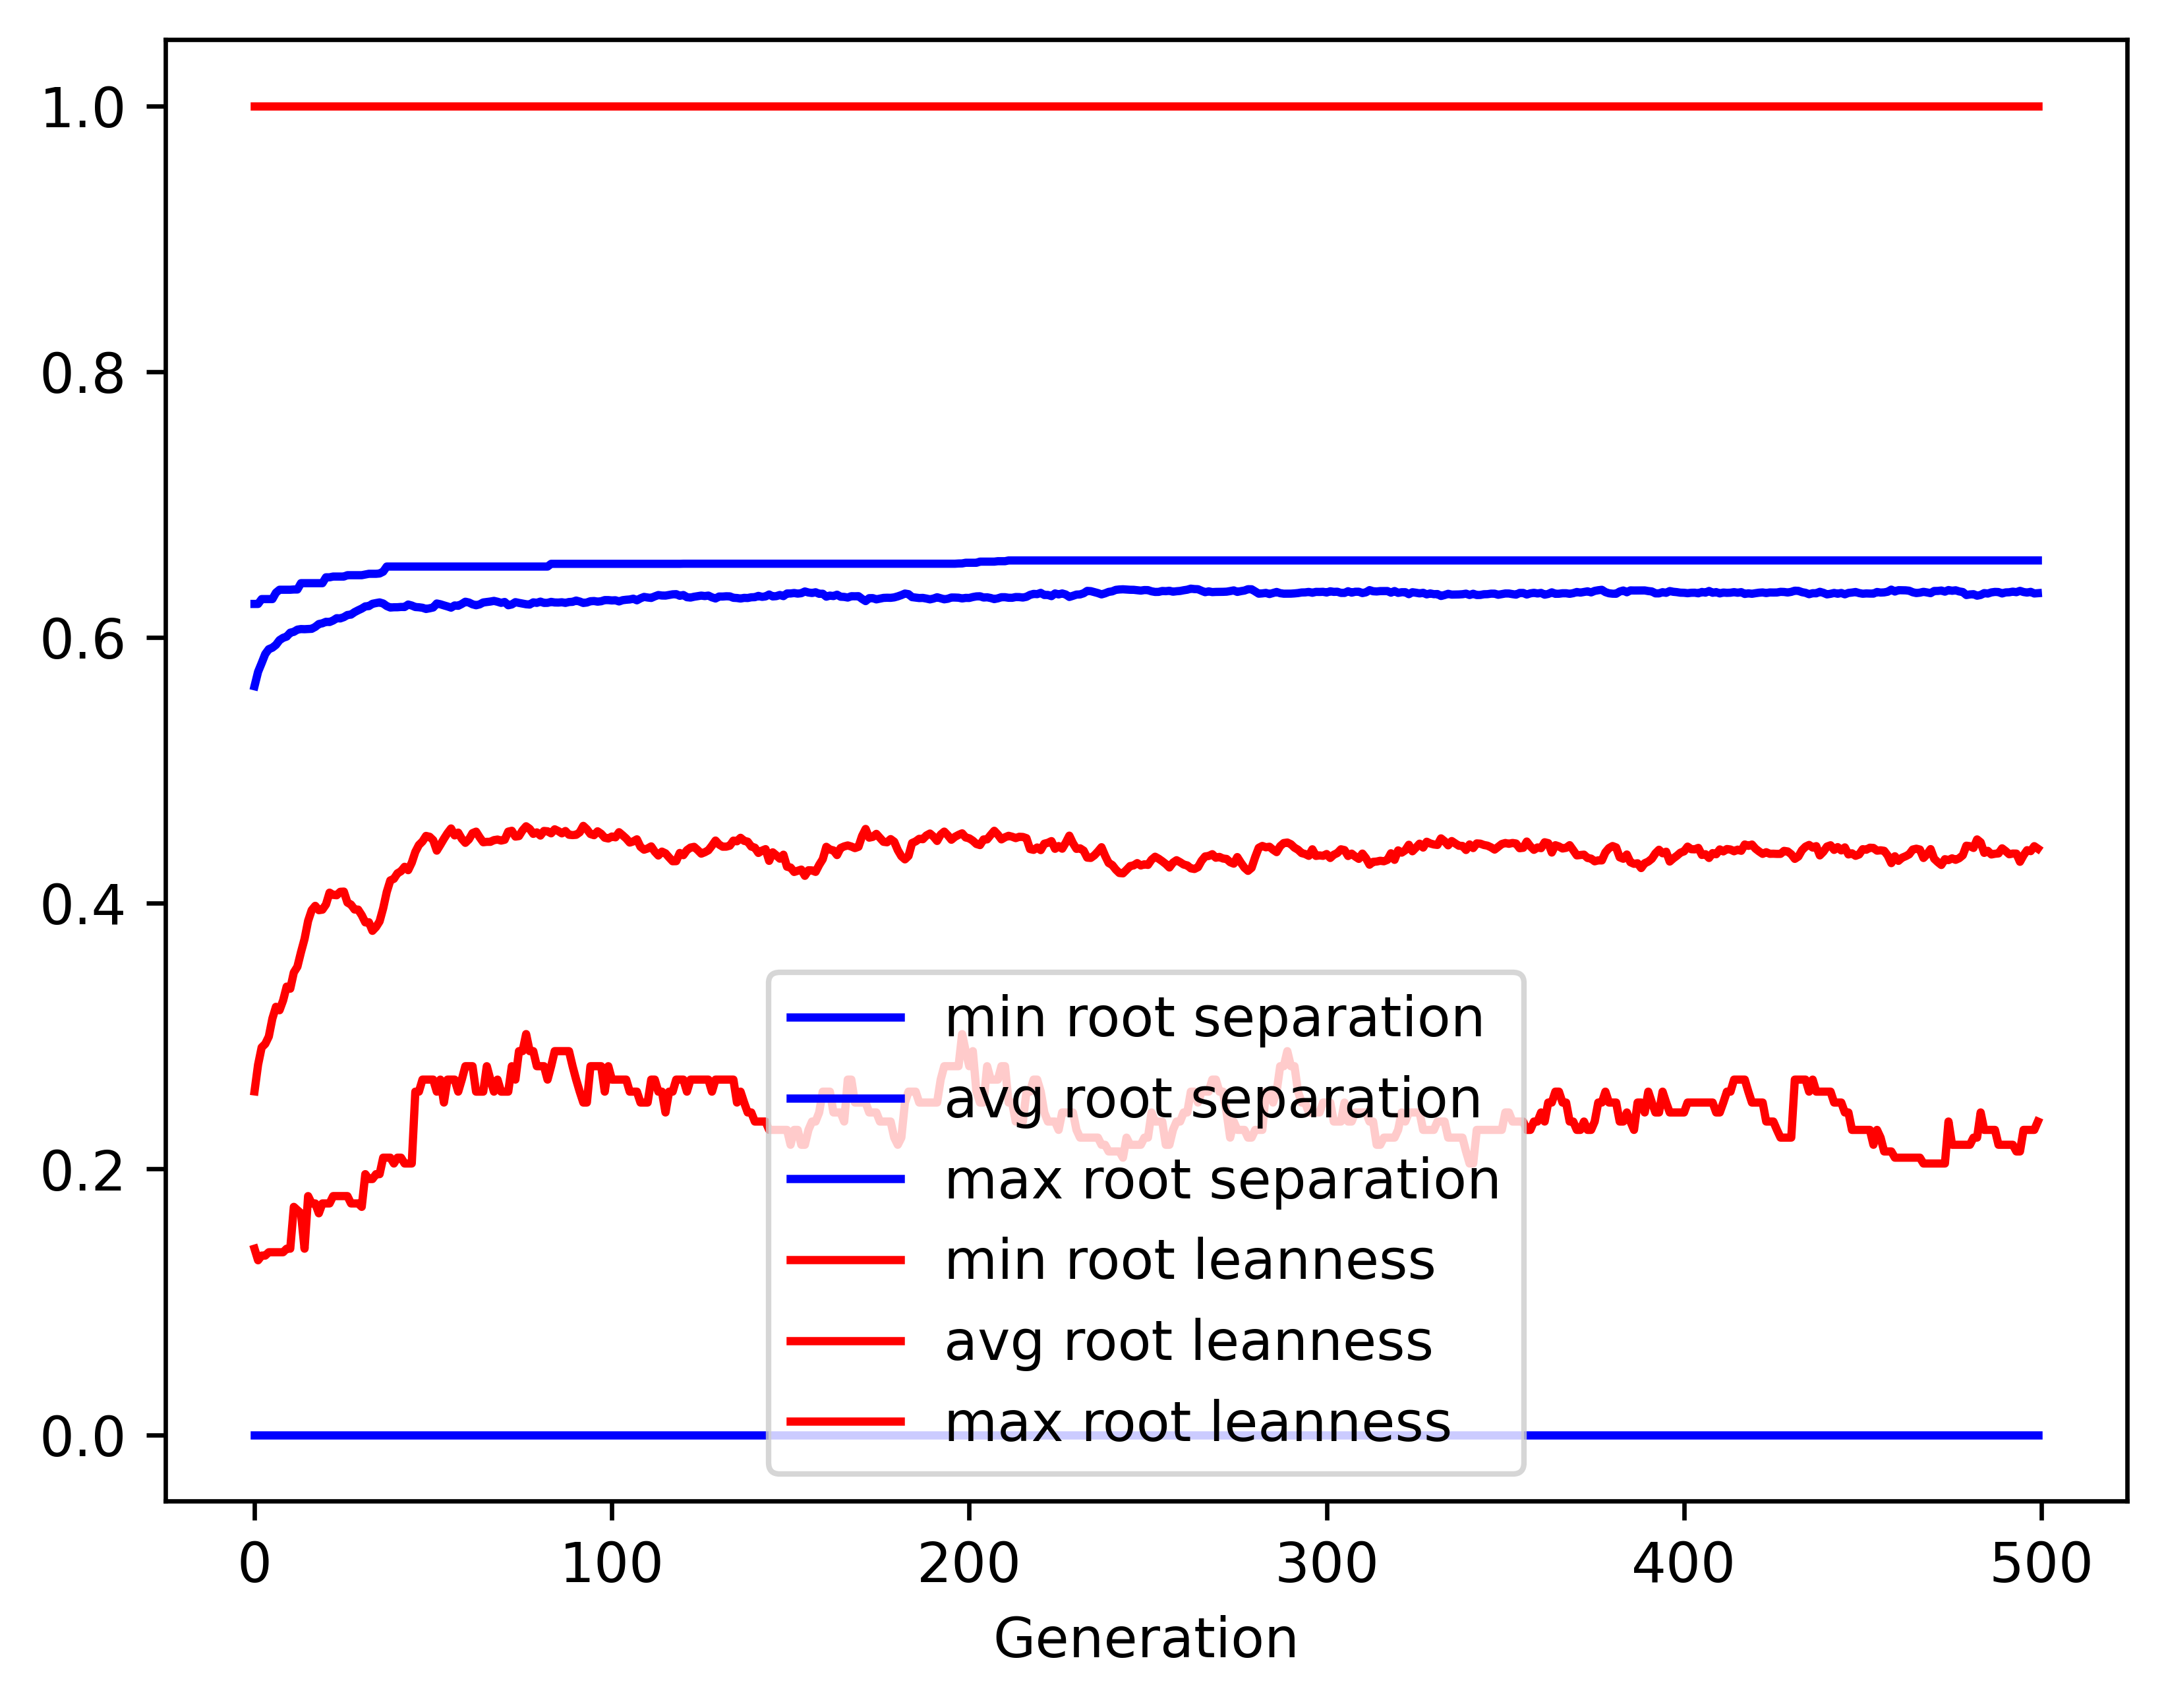 1.0
0.8
0.6
0.4
0.2
0.0
min root separation
avg root separation
max root separation
min root leanness
avg root leanness
max root leanness
0 100 200 300 400 500
Generation